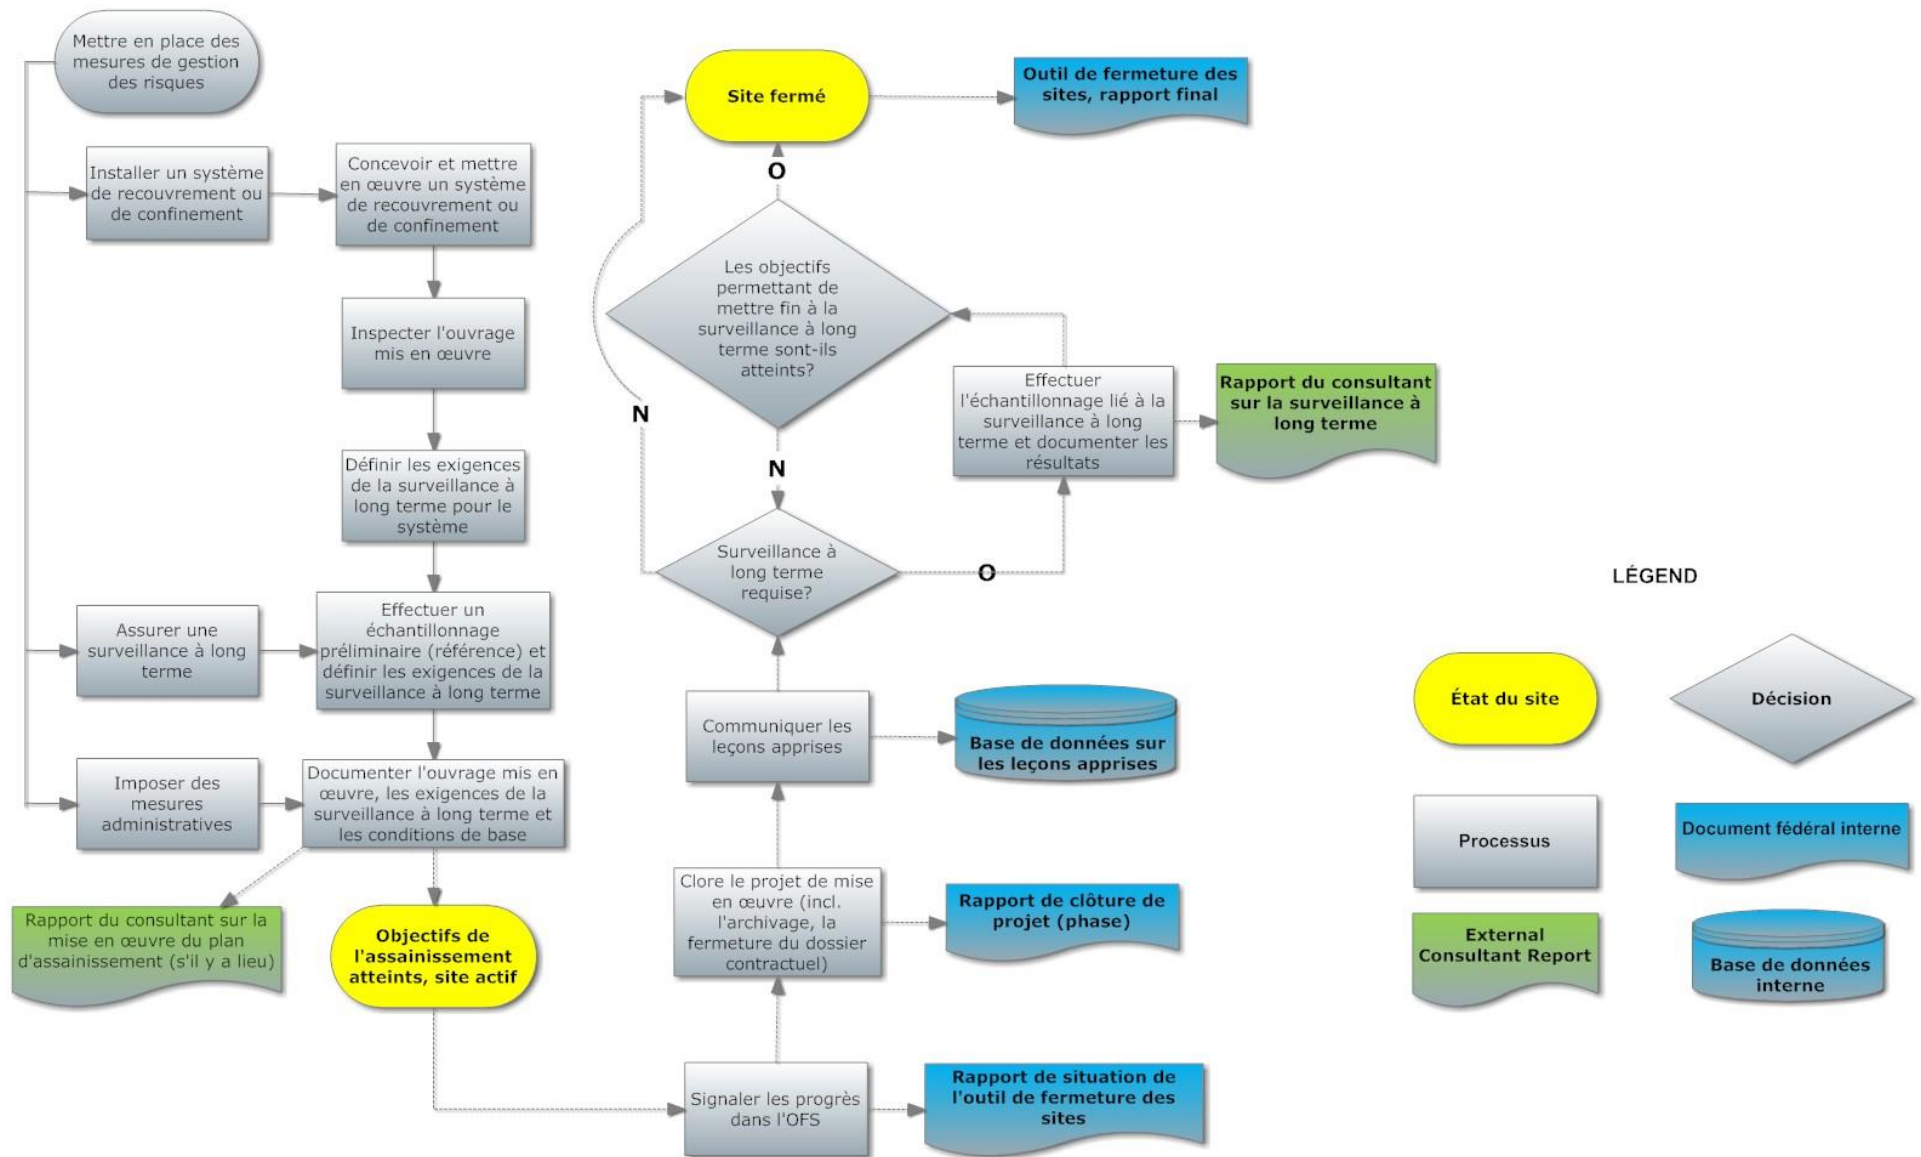 Mettre en place des
mesures de gestion
des risques
Installer un système
de recouvrement ou
de confinement
Concevoir et mettre
en œuvre un système
de recouvrement ou
de confinement
Inspecter l'ouvrage
mis en œuvre
Définir les exigences
de la surveillance à
long terme pour le
système
Assurer une
surveillance à long
terme
Effectuer un
échantillonnage
préliminaire (référence) et
définir les exigences de la
surveillance à long terme
Imposer des
mesures
administratives
Documenter l'ouvrage mis en
œuvre, les exigences de la
surveillance à long terme et
les conditions de base
Rapport du consultant sur la
mise en œuvre du plan
d'assainissement (s'il y a lieu)
Objectifs de
l'assainissement
atteints, site actif
Site fermé
Outil de fermeture des
sites, rapport final
O
Les objectifs
permettant de
mettre fin à la
surveillance à long
terme sont-ils
atteints?
N
N
Effectuer
l'échantillonnage lié à la
surveillance à long
terme et documenter les
résultats
Rapport du consultant
sur la surveillance à
long terme
Surveillance à
long terme
requise?
O
Communiquer les
leçons apprises
Base de données sur
les leçons apprises
Clore le projet de mise
en œuvre (incl.
l'archivage, la
fermeture du dossier
contractuel)
Rapport de clôture de
projet (phase)
Signaler les progrès
dans l'OFS
Rapport de situation de
l'outil de fermeture des
sites
LÉGEND
État du site
Décision
Processus
Document fédéral interne
External
Consultant Report
Base de données
interne